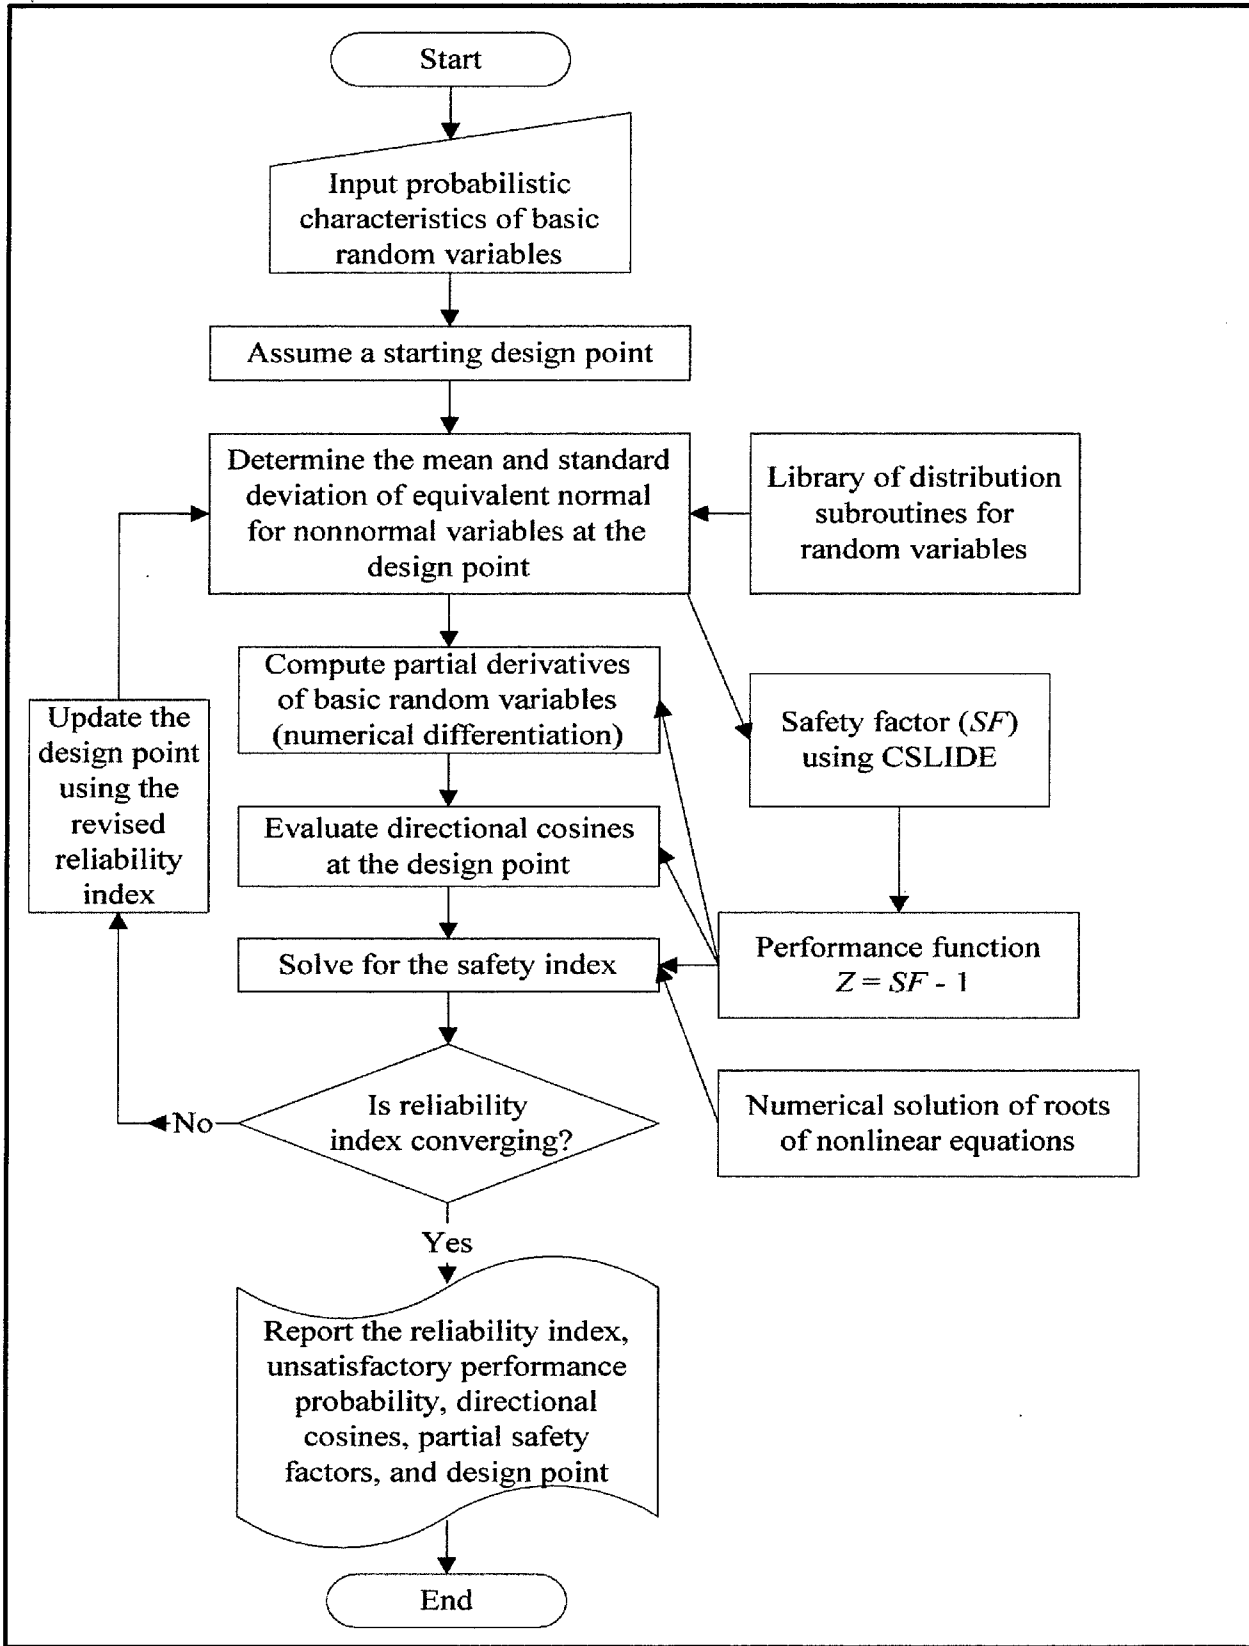 Start
Input probabilistic
characteristics of basic
random variables
Assume a starting design point
Determine the mean and standard
deviation of equivalent normal
for nonnormal variables at the
design point
Library of distribution
subroutines for
random variables
Compute partial derivatives
of basic random variables
(numerical differentiation)
Update the
design point
using the
revised
reliability
index
Safety factor (SF)
using CSLIDE
Evaluate directional cosines
at the design point
Solve for the safety index
Performance function
Z = SF - 1
Is reliability
index converging?
No
Numerical solution of roots
of nonlinear equations
Yes
Report the reliability index,
unsatisfactory performance
probability, directional
cosines, partial safety
factors, and design point
End